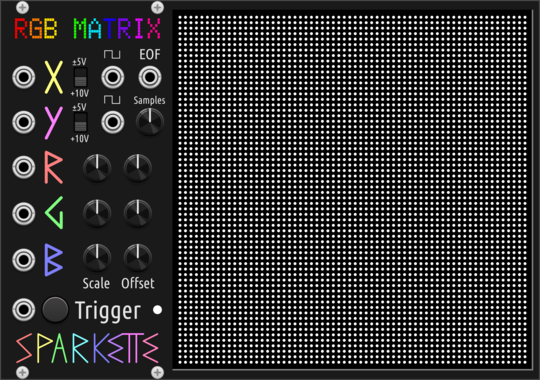 RGB MATRIX
EOF
X ±5V +10V
Samples
Y ±5V +10V
R
G
B
Scale Offset
Trigger
SPARKETTE